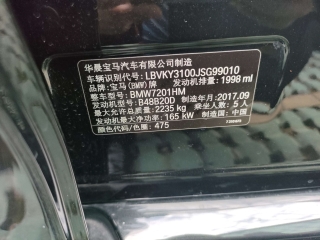 华晨宝马汽车有限公司制造
车辆识别代号: LBVKY3100JSG99010
品牌: 宝马(BMW)牌 发动机排量: 1998 ml
整车型号: BMW7201HM
发动机型号: B48B20D 制造年月: 2017.09
最大允许总质量: 2235 kg 乘坐人数: 5 人
发动机最大净功率: 165 kW 制造国: 中国
颜色代码/色号: 475